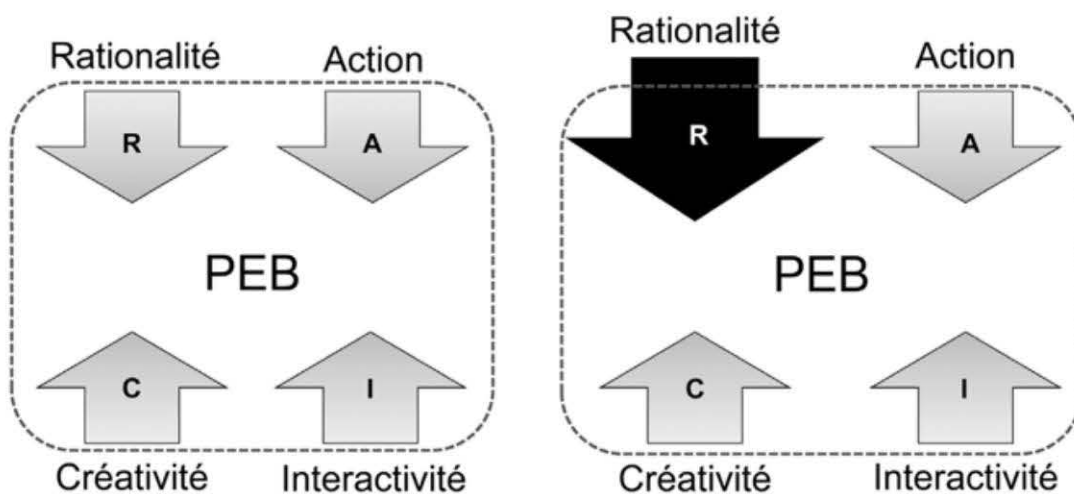 Rationalité Action
R A
PEB
C I
Créativité Interactivité
Rationalité Action
R A
PEB
C I
Créativité Interactivité